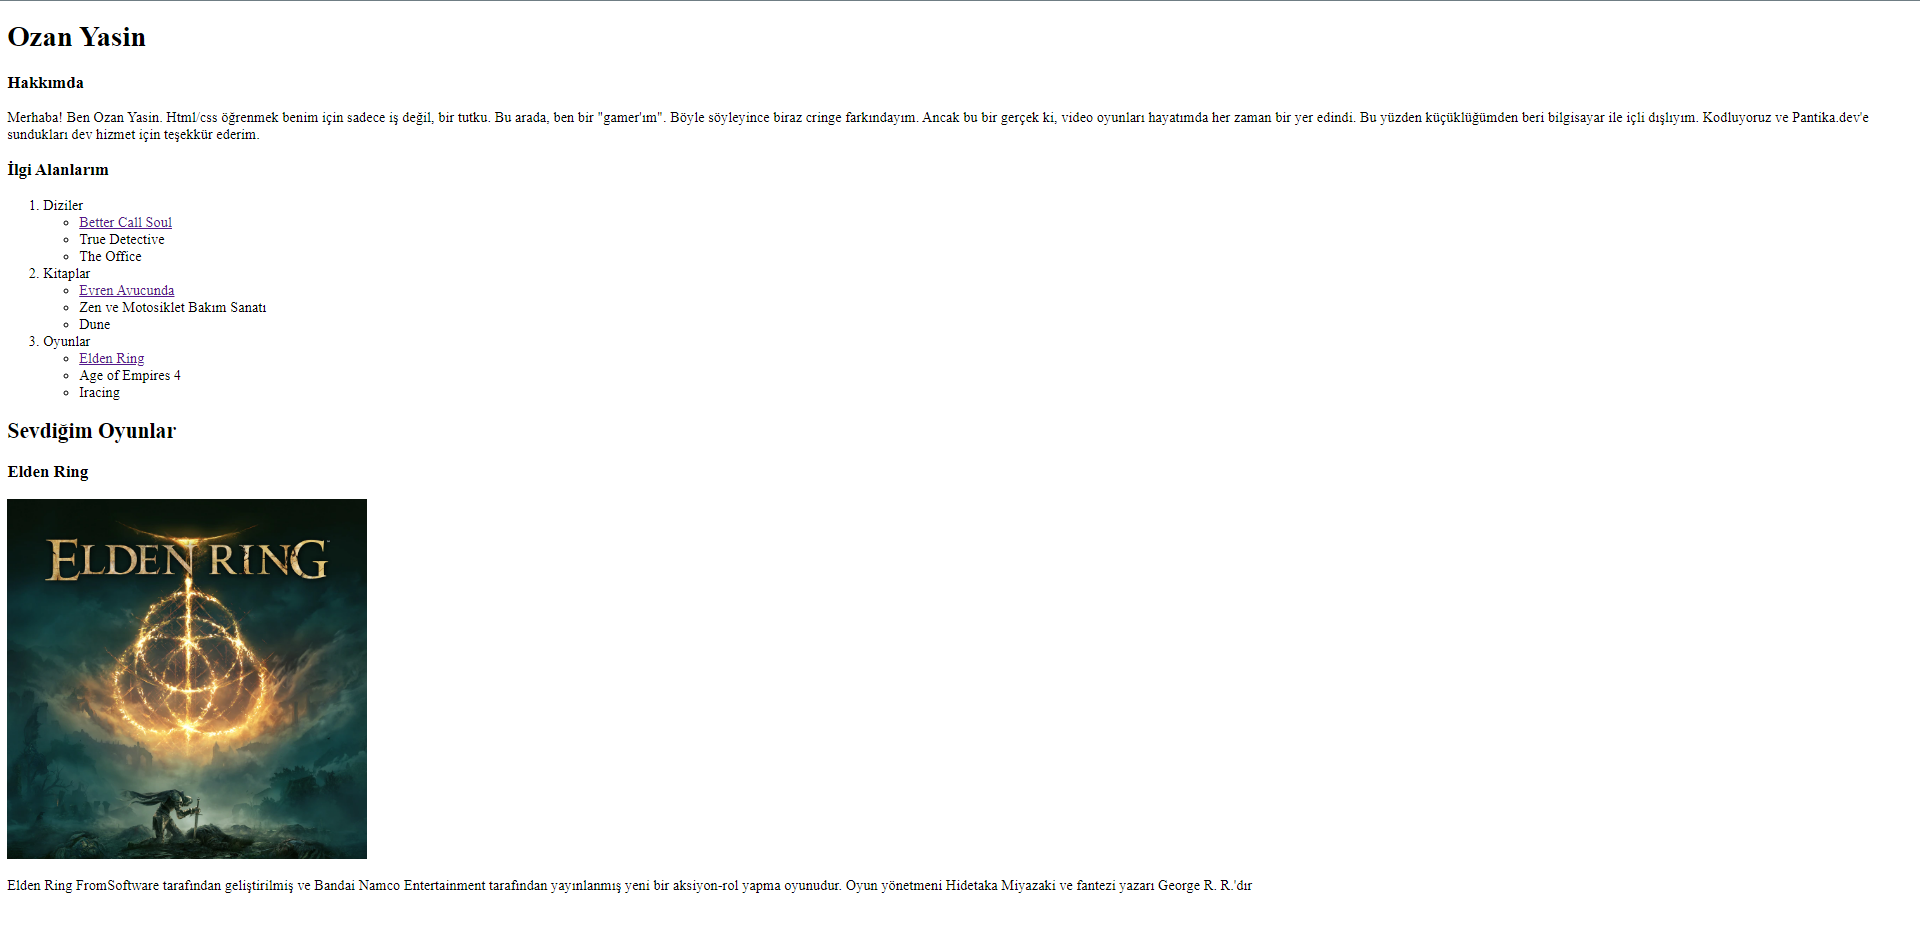 Ozan Yasin
Hakkımda
Merhaba! Ben Ozan Yasin. Html/css öğrenmek benim için sadece iş değil, bir tutku. Bu arada, ben bir "gamer'ım". Böyle söyleyince biraz cringe farkındayım. Ancak bu bir gerçek ki, video oyunları hayatımda her zaman bir yer edindi. Bu yüzden küçüklüğümden beri bilgisayar ile içli dışlıyım. Kodluyoruz ve Pantika.dev'e
sundukları dev hizmet için teşekkür ederim.
İlgi Alanlarım
1. Diziler
Better Call Soul
True Detective
The Office
2. Kitaplar
Evren Avucunda
Zen ve Motosiklet Bakım Sanatı
Dune
3. Oyunlar
Elden Ring
Age of Empires 4
Iracing
Sevdiğim Oyunlar
Elden Ring
ELDEN RING
Elden Ring FromSoftware tarafından geliştirilmiş ve Bandai Namco Entertainment tarafından yayınlanmış yeni bir aksiyon-rol yapma oyunudur. Oyun yönetmeni Hidetaka Miyazaki ve fantezi yazarı George R. R.'dır